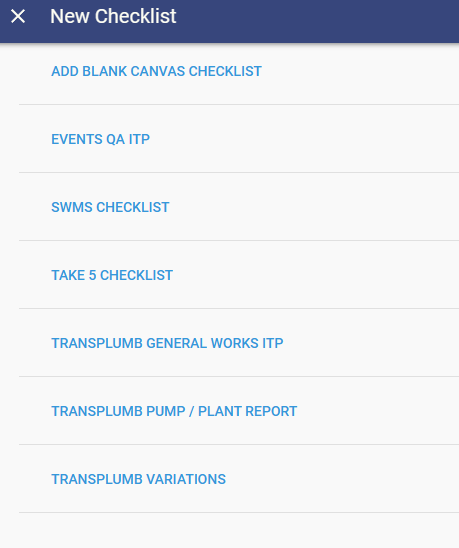 New Checklist
ADD BLANK CANVAS CHECKLIST
EVENTS QA ITP
SWMS CHECKLIST
TAKE 5 CHECKLIST
TRANSPLUMB GENERAL WORKS ITP
TRANSPLUMB PUMP / PLANT REPORT
TRANSPLUMB VARIATIONS